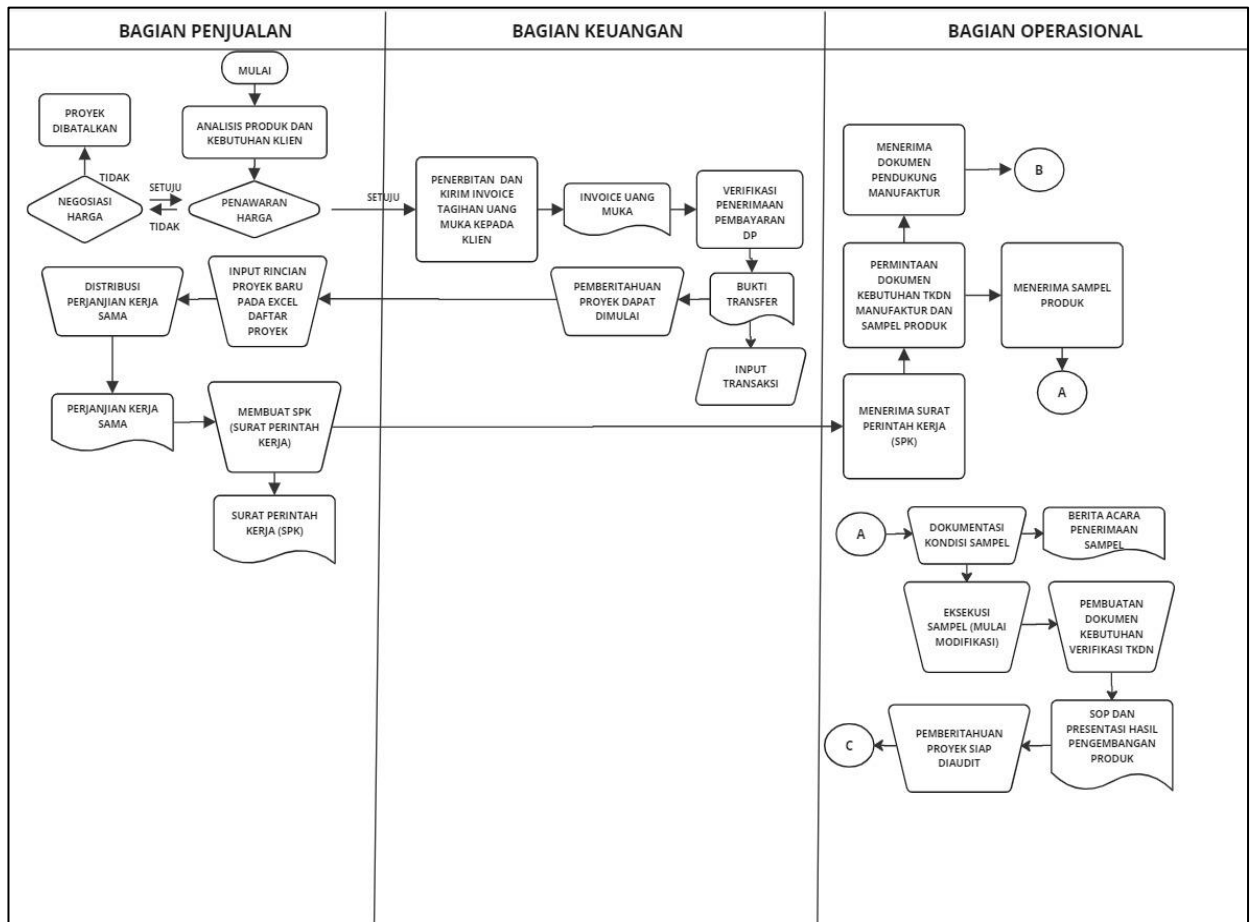 BAGIAN PENJUALAN
BAGIAN KEUANGAN
BAGIAN OPERASIONAL
MULAI
PROYEK
DIBATALKAN
ANALISIS PRODUK DAN
KEBUTUHAN KLIEN
TIDAK
NEGOSIASI
HARGA
SETUJU
TIDAK
PENAWARAN
HARGA
SETUJU
DISTRIBUSI
PERJANJIAN KERJA
SAMA
INPUT RINCIAN
PROYEK BARU
PADA EXCEL
DAFTAR
PROYEK
PERJANJIAN KERJA
SAMA
MEMBUAT SPK
(SURAT PERINTAH
KERJA)
SURAT PERINTAH
KERJA (SPK)
PENERBITAN DAN
KIRIM INVOICE
TAGIHAN UANG
MUKA KEPADA
KLIEN
INVOICE UANG
MUKA
VERIFIKASI
PENERIMAAN
PEMBAYARAN
DP
PEMBERITAHUAN
PROYEK DAPAT
DIMULAI
BUKTI
TRANSFER
INPUT
TRANSAKSI
MENERIMA
DOKUMEN
PENDUKUNG
MANUFAKTUR
B
PERMINTAAN
DOKUMEN
KEBUTUHAN TKDN
MANUFAKTUR DAN
SAMPEL PRODUK
MENERIMA SAMPEL
PRODUK
A
MENERIMA SURAT
PERINTAH KERJA
(SPK)
A
DOKUMENTASI
KONDISI SAMPEL
BERITA ACARA
PENERIMAAN
SAMPEL
EKSEKUSI
SAMPEL (MULAI
MODIFIKASI)
PEMBUATAN
DOKUMEN
KEBUTUHAN
VERIFIKASI TKDN
C
PEMBERITAHUAN
PROYEK SIAP
DIAUDIT
SOP DAN
PRESENTASI HASIL
PENGEMBANGAN
PRODUK